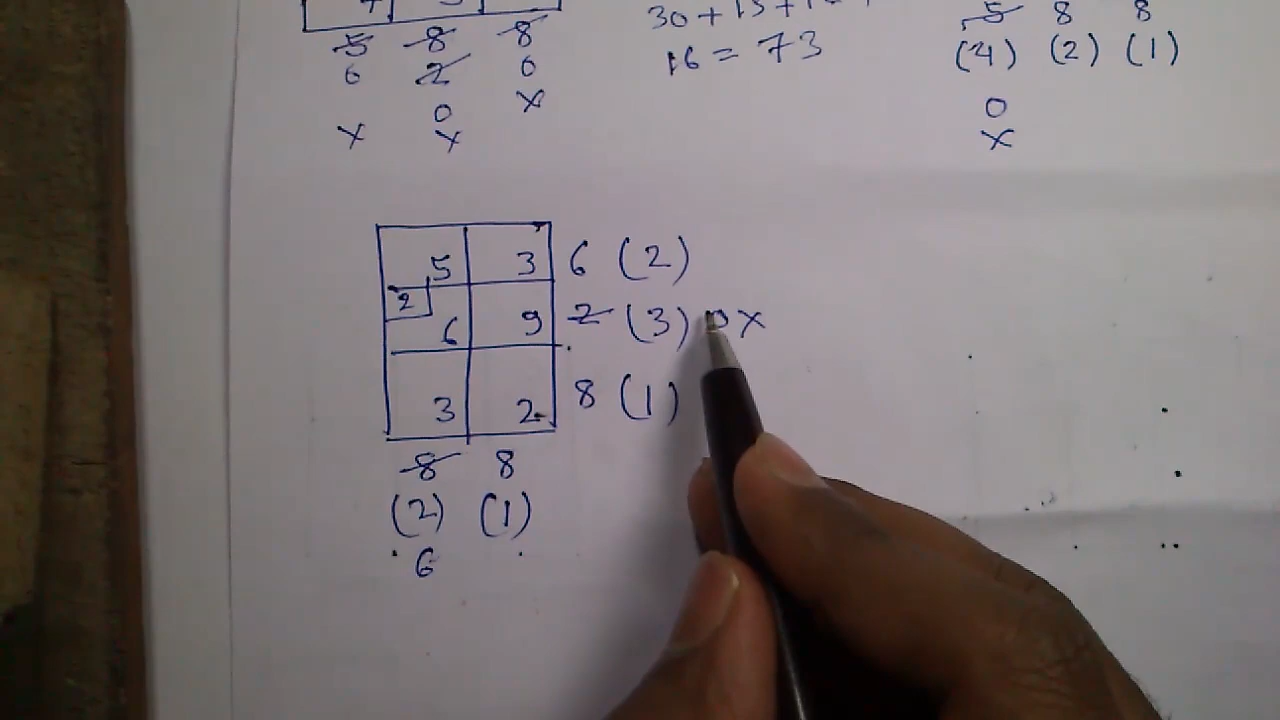 30 + 15 +
16 = 73
5 8 8
6 2 0
0 X
X X
5 8 8
(4) (2) (1)
0
X
5 3 6 (2)
2
6 9 2 (3) 0 X
3 2 8 (1)
8 8
(2) (1)
6